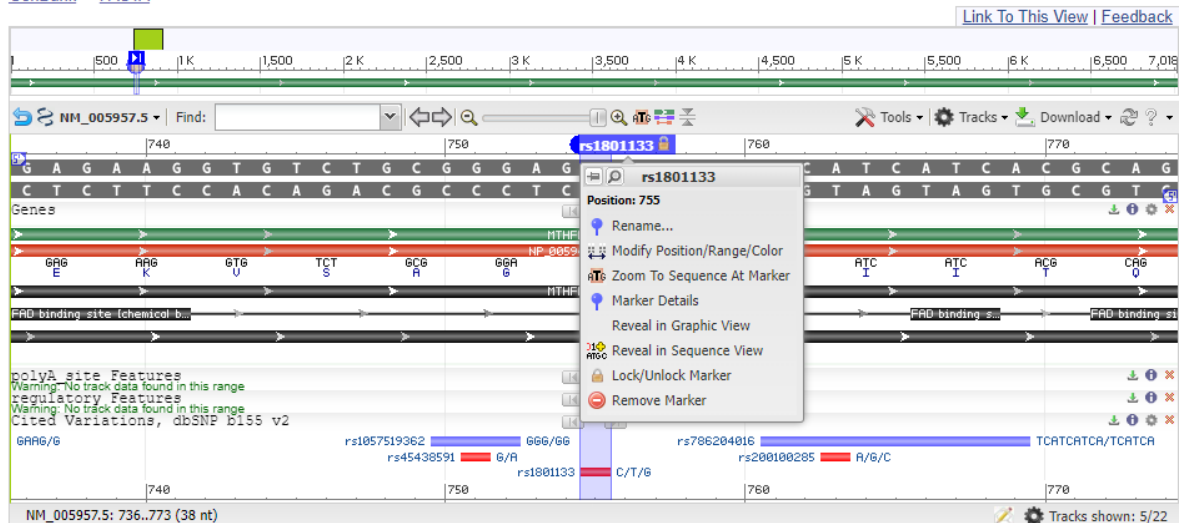 Link To This View | Feedback
500 1 K 1,500 2 K 2,500 3 K 3,500 4 K 4,500 5 K 5,500 6 K 6,500 7,018
NM_005957.5 Find: Tools Tracks Download ?
740 750 rs1801133 760 770
G A G A A G G T G T C T G C G G G A G C A T C A T C A C G C A G
C T C T T C C A C A G A C G C C C T C G T A G T A G T G C G T C
Genes
MTHF
NP_0059
GAG AAG GTG TCT GCG GGA ATC ATC ACG CAG
E K V S A G I I T Q
MTHF
FAD binding site [chemical b... FAD binding s... FAD binding si
polyA_site Features
Warning: No track data found in this range
regulatory Features
Warning: No track data found in this range
Cited Variations, dbSNP b155 v2
GAAG/G rs1057519362 GGG/GG rs786204016 TCATCATCA/TCATCA
rs45438591 G/A rs200100285 A/G/C
rs1801133 C/T/G
740 750 760 770
NM_005957.5: 736..773 (38 nt) Tracks shown: 5/22
rs1801133
Position: 755
Rename...
Modify Position/Range/Color
Zoom To Sequence At Marker
Marker Details
Reveal in Graphic View
Reveal in Sequence View
Lock/Unlock Marker
Remove Marker